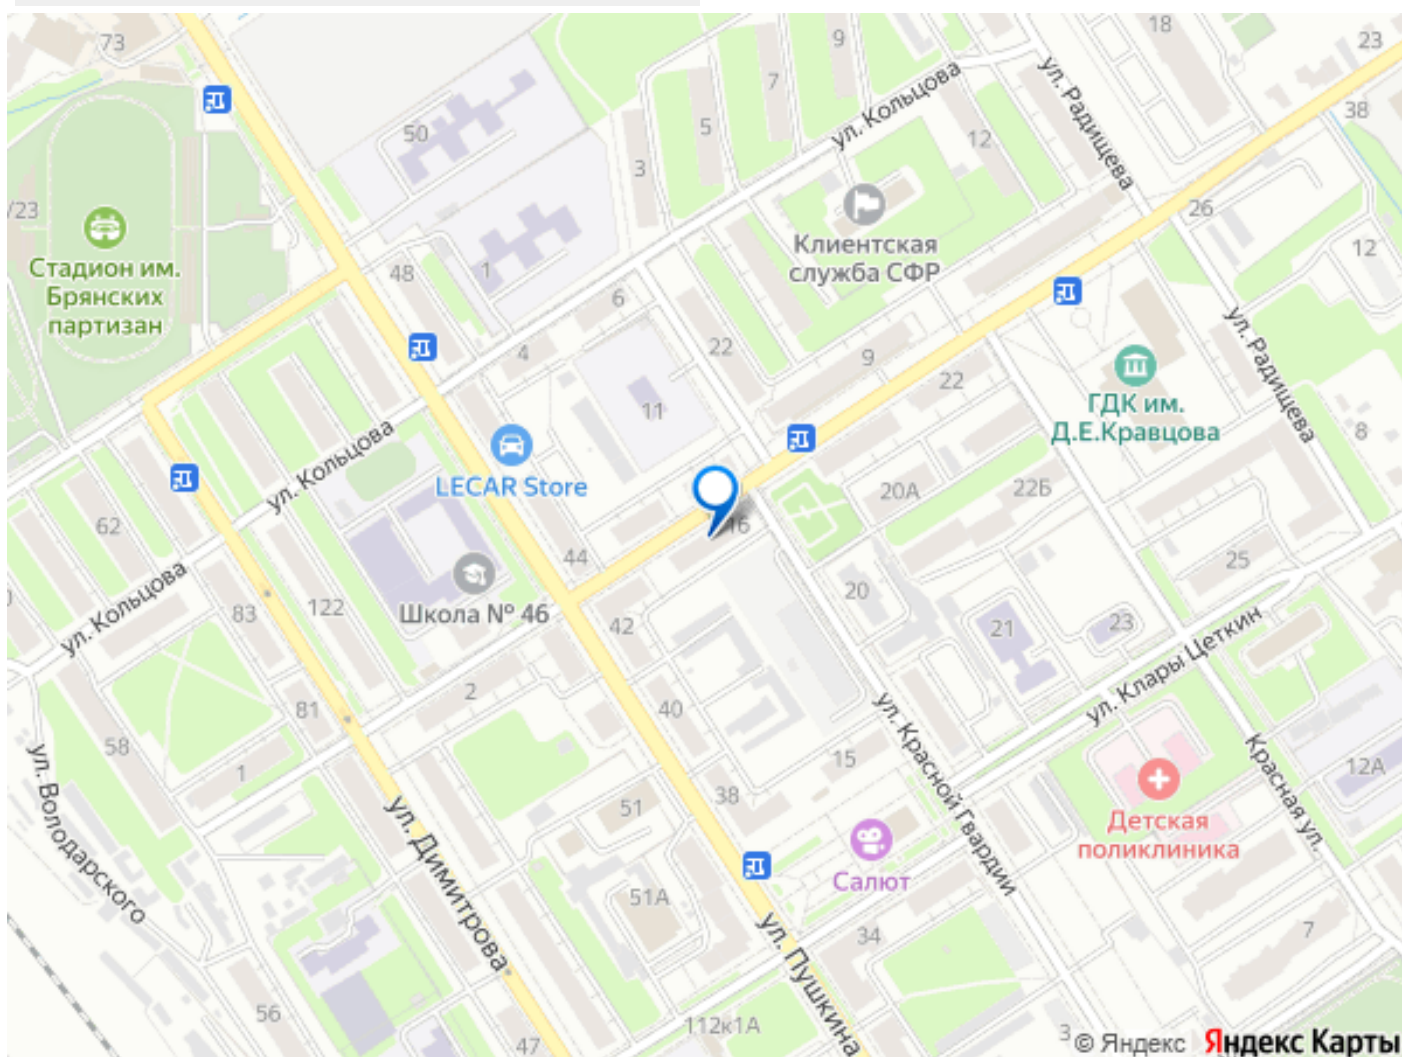 73
18
23
9
7
38
50
5
12
ул. Кольцова
ул. Радищева
3
/23
26
Стадион им.
Брянских
партизан
48
1
Клиентская
служба СФР
12
6
22
4
9
22
ул. Радищева
11
ГДК им.
Д.Е.Кравцова
8
ул. Кольцова
LECAR Store
62
20А
22Б
16
44
25
ул. Кольцова
83
122
Школа № 46
42
20
21
23
ул. Клары Цеткин
2
81
40
58
1
ул. Володарского
15
ул. Красной Гвардии
Красная ул.
12А
38
51
ул. Димитрова
Детская
поликлиника
Салют
51А
34
7
ул. Пушкина
56
47
112к1А
3
© Яндекс Яндекс Карты